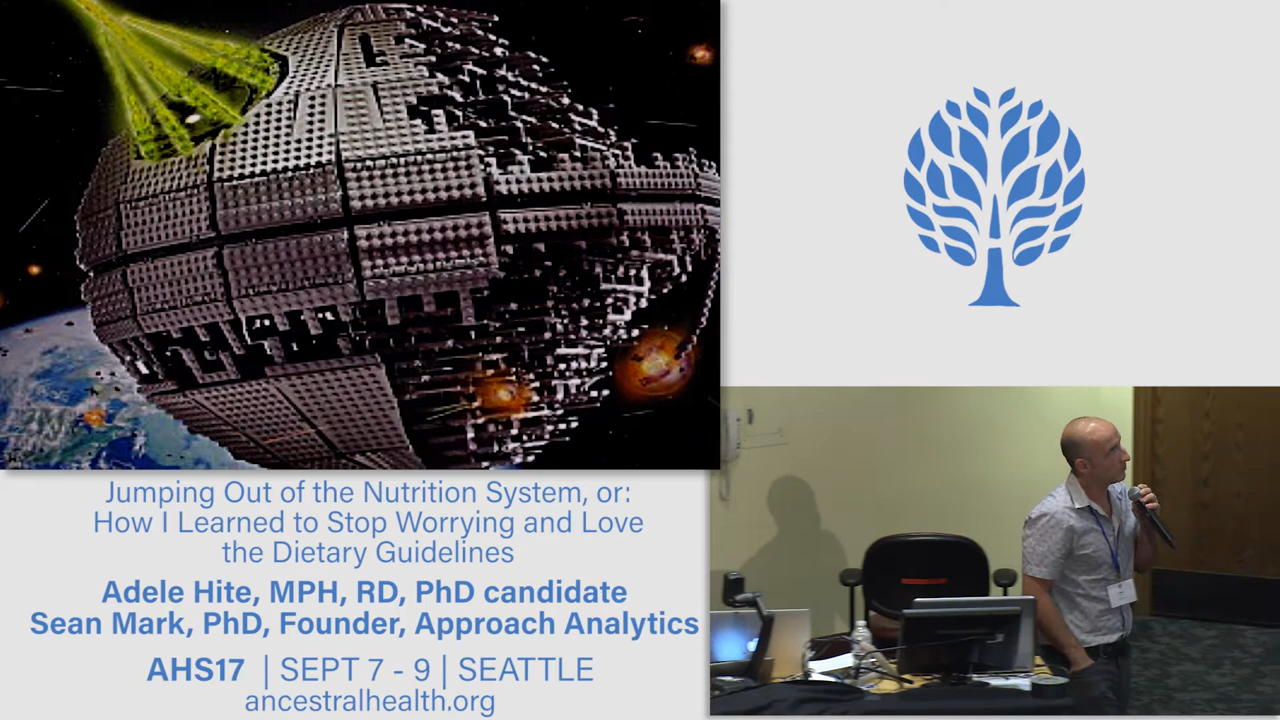 Jumping Out of the Nutrition System, or:
How I Learned to Stop Worrying and Love
the Dietary Guidelines
Adele Hite, MPH, RD, PhD candidate
Sean Mark, PhD, Founder, Approach Analytics
AHS17 | SEPT 7 - 9 | SEATTLE
ancestralhealth.org